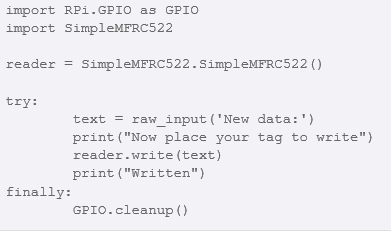 import RPi.GPIO as GPIO
import SimpleMFRC522

reader = SimpleMFRC522.SimpleMFRC522()

try:
        text = raw_input('New data:')
        print("Now place your tag to write")
        reader.write(text)
        print("Written")
finally:
        GPIO.cleanup()